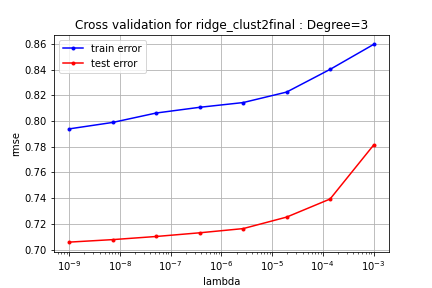 Cross validation for ridge_clust2final : Degree=3
train error
test error
rmse
0.86
0.84
0.82
0.80
0.78
0.76
0.74
0.72
0.70
10⁻⁹ 10⁻⁸ 10⁻⁷ 10⁻⁶ 10⁻⁵ 10⁻⁴ 10⁻³
lambda